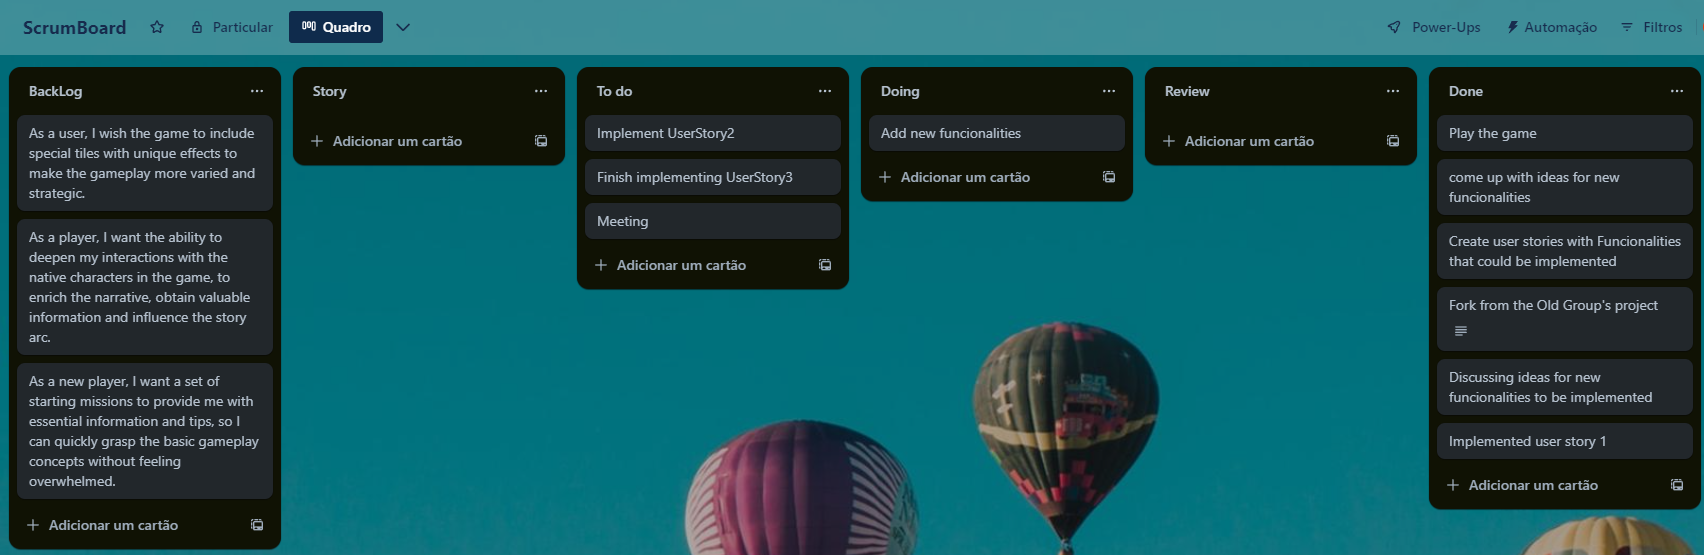 ScrumBoard
Particular
Quadro
Power-Ups
Automação
Filtros
BackLog
As a user, I wish the game to include
special tiles with unique effects to
make the gameplay more varied and
strategic.
As a player, I want the ability to
deepen my interactions with the
native characters in the game, to
enrich the narrative, obtain valuable
information and influence the story
arc.
As a new player, I want a set of
starting missions to provide me with
essential information and tips, so I
can quickly grasp the basic gameplay
concepts without feeling
overwhelmed.
Adicionar um cartão
Story
Adicionar um cartão
To do
Implement UserStory2
Finish implementing UserStory3
Meeting
Adicionar um cartão
Doing
Add new funcionalities
Adicionar um cartão
Review
Adicionar um cartão
Done
Play the game
come up with ideas for new
funcionalities
Create user stories with Funcionalities
that could be implemented
Fork from the Old Group's project
Discussing ideas for new
funcionalities to be implemented
Implemented user story 1
Adicionar um cartão